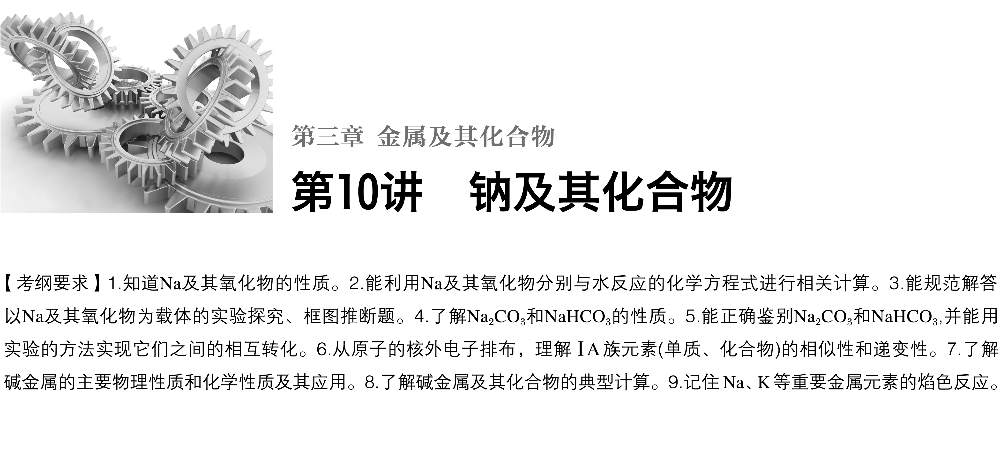 第三章 金属及其化合物
第10讲 钠及其化合物
【考纲要求】1.知道Na及其氧化物的性质。2.能利用Na及其氧化物分别与水反应的化学方程式进行相关计算。3.能规范解答
以Na及其氧化物为载体的实验探究、框图推断题。4.了解Na₂CO₃和NaHCO₃的性质。5.能正确鉴别Na₂CO₃和NaHCO₃,并能用
实验的方法实现它们之间的相互转化。6.从原子的核外电子排布，理解ⅠA族元素(单质、化合物)的相似性和递变性。7.了解
碱金属的主要物理性质和化学性质及其应用。8.了解碱金属及其化合物的典型计算。9.记住Na、K等重要金属元素的焰色反应。